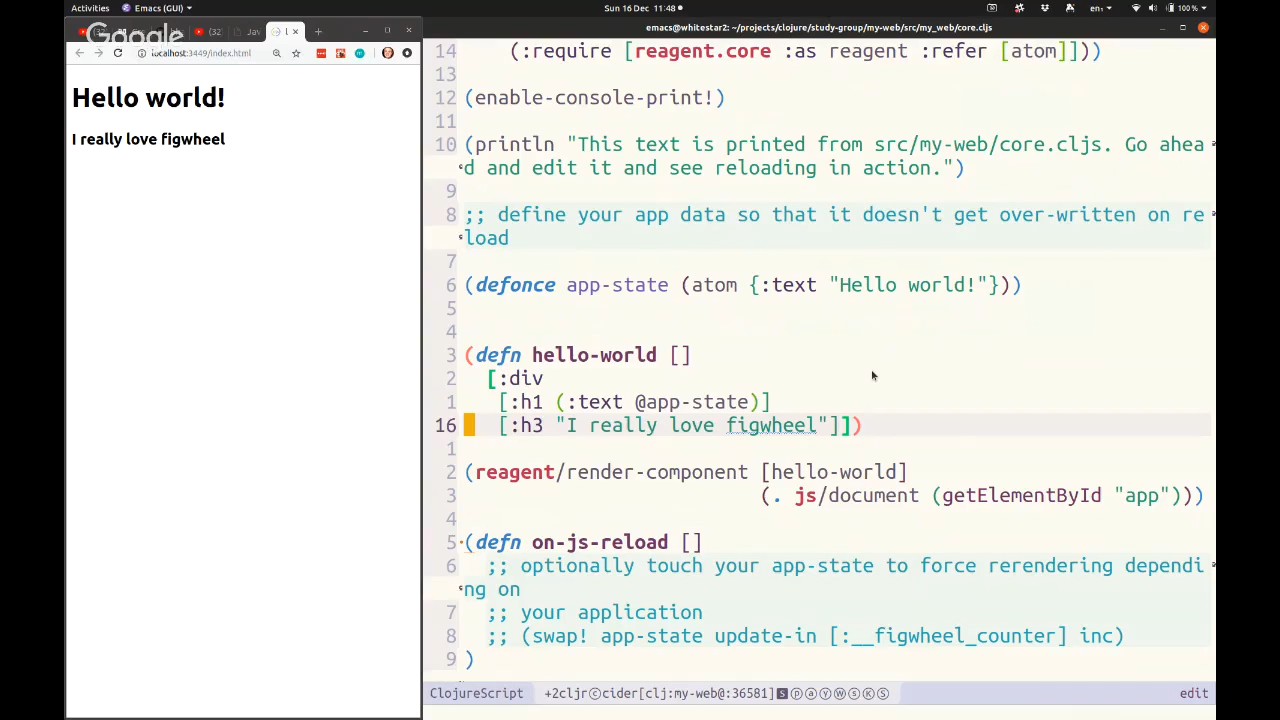 Activities Emacs (GUI) Sun 16 Dec 11:48 en 100 %
Google
(32 (32 Jav
emacs@whitestar2: ~/projects/clojure/study-group/my-web/src/my_web/core.cljs
localhost:3449/index.html
Hello world!
I really love figwheel
14 (:require [reagent.core :as reagent :refer [atom]]))
13
12 (enable-console-print!)
11
10 (println "This text is printed from src/my-web/core.cljs. Go ahea
d and edit it and see reloading in action.")
9
8 ;; define your app data so that it doesn't get over-written on re
load
7
6 (defonce app-state (atom {:text "Hello world!"}))
5
4
3 (defn hello-world []
2 [:div
1 [:h1 (:text @app-state)]
16 [:h3 "I really love figwheel"]])
1
2 (reagent/render-component [hello-world]
3 (. js/document (getElementById "app")))
4
5 (defn on-js-reload []
6 ;; optionally touch your app-state to force rerendering dependi
ng on
7 ;; your application
8 ;; (swap! app-state update-in [:__figwheel_counter] inc)
9 )
ClojureScript +2cljrⓒcider[clj:my-web@:36581]🆂ⓟⓐⓨⓦⓢⓀⓈ edit